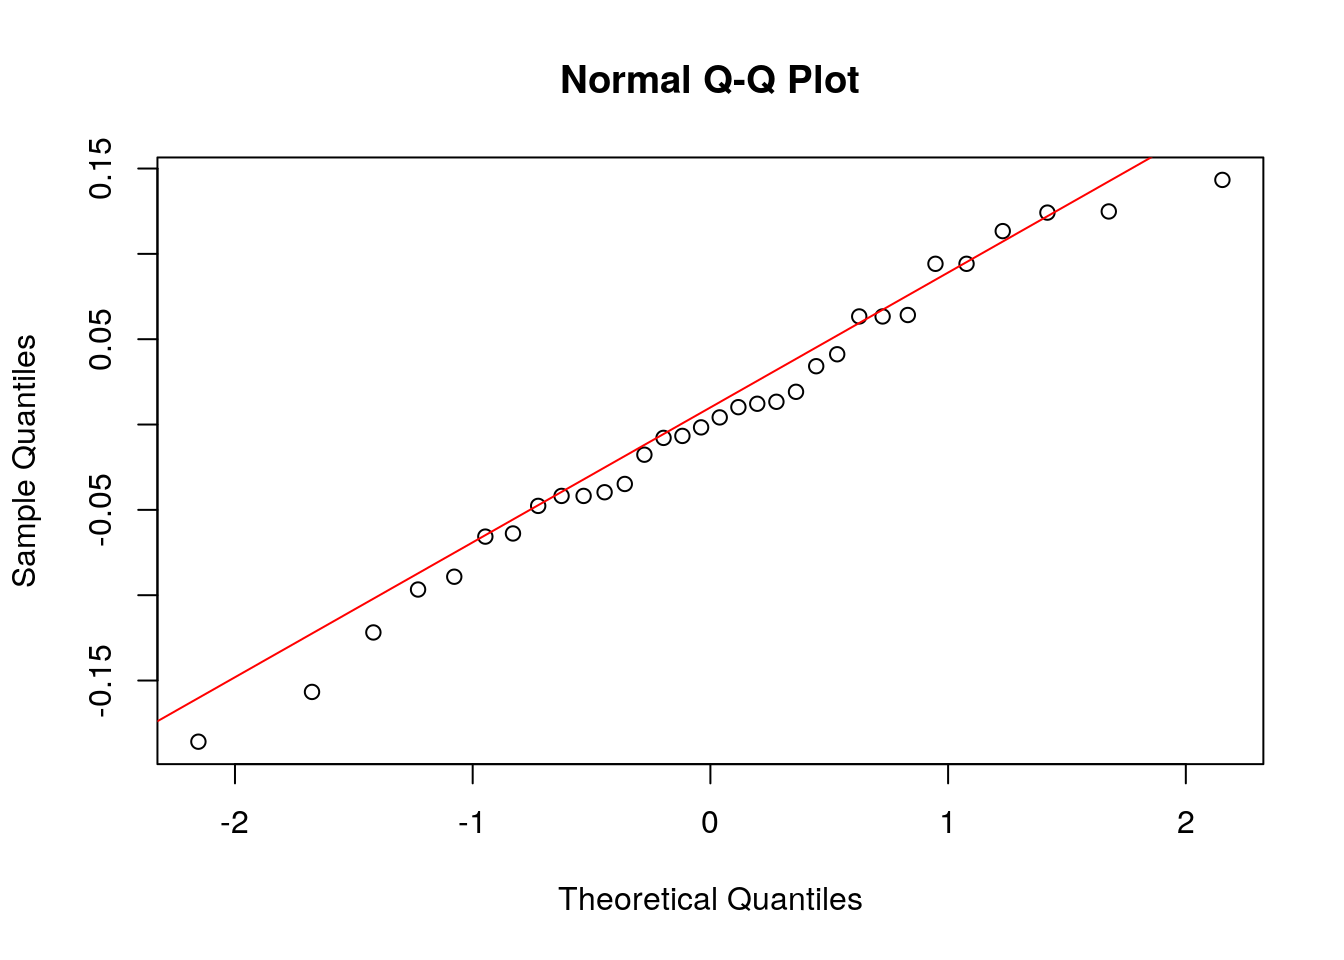 Normal Q-Q Plot
0.15
0.05
-0.05
-0.15
Sample Quantiles
-2 -1 0 1 2
Theoretical Quantiles